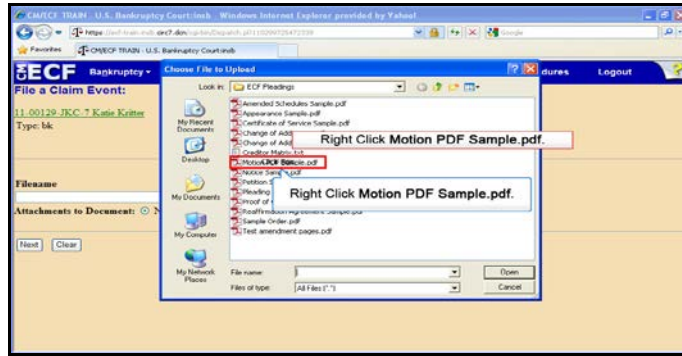 CM/ECF TRAIN - U.S. Bankruptcy Court:insb - Windows Internet Explorer provided by Yahoo!
Google
Favorites CM/ECF TRAIN - U.S. Bankruptcy Court:insb
ECF Bankruptcy Logout
File a Claim Event:
11-00129-JKC-7 Katie Kritter
Type: bk
Filename
Attachments to Document:
Next Clear
Choose File to Upload
Look in: ECF Pleadings
My Recent Documents
Desktop
My Documents
My Computer
My Network Places
Amended Schedules Sample.pdf
Appearance Sample.pdf
Certificate of Service Sample.pdf
Change of Add
Change of Add
Creditor Matrix.txt
Notice Sample.pdf
Petition S
Pleading
Proof of
Reaffirmation Agreement Sample.pdf
Sample Order.pdf
Test amendment pages.pdf
Right Click Motion PDF Sample.pdf.
Right Click Motion PDF Sample.pdf.
File name:
Files of type: All Files (*.*)
Open
Cancel